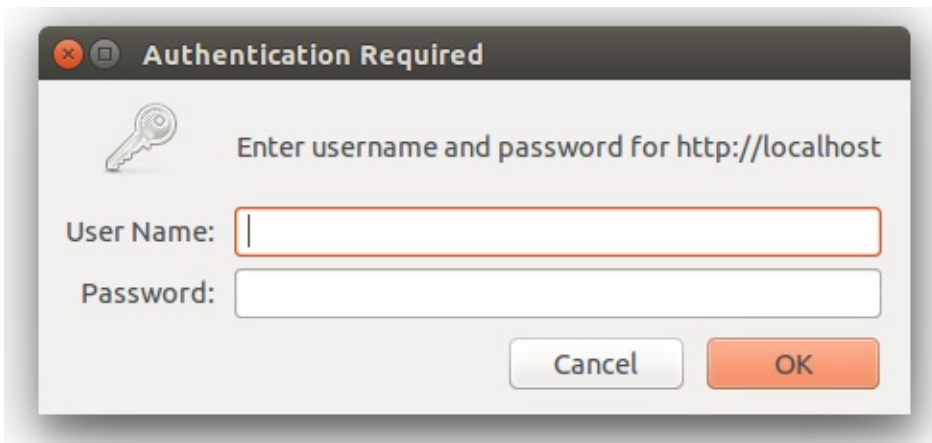 Authentication Required
Enter username and password for http://localhost
User Name:
Password:
Cancel
OK